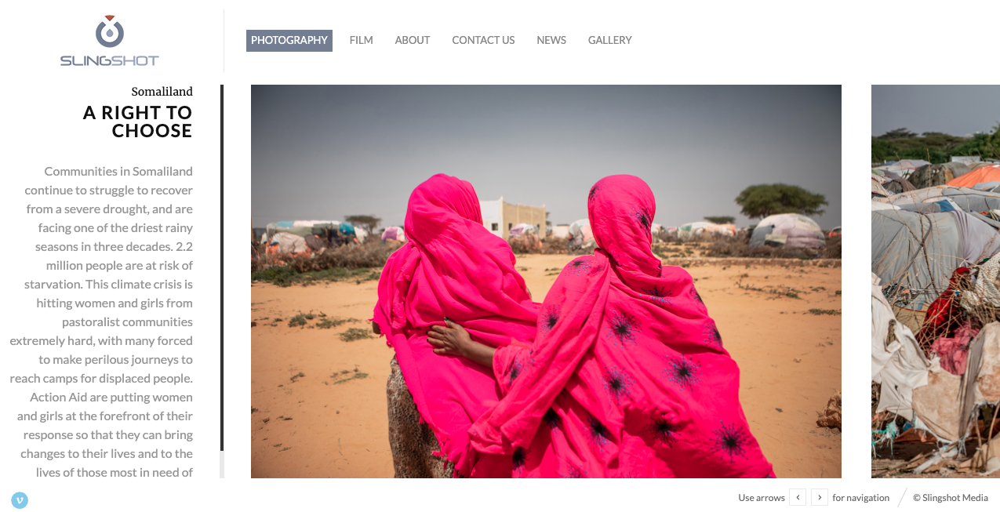 SLINGSHOT
PHOTOGRAPHY FILM ABOUT CONTACT US NEWS GALLERY
Somaliland
A RIGHT TO
CHOOSE
Communities in Somaliland
continue to struggle to recover
from a severe drought, and are
facing one of the driest rainy
seasons in three decades. 2.2
million people are at risk of
starvation. This climate crisis is
hitting women and girls from
pastoralist communities
extremely hard, with many forced
to make perilous journeys to
reach camps for displaced people.
Action Aid are putting women
and girls at the forefront of their
response so that they can bring
changes to their lives and to the
lives of those most in need of
Use arrows ‹ › for navigation / © Slingshot Media